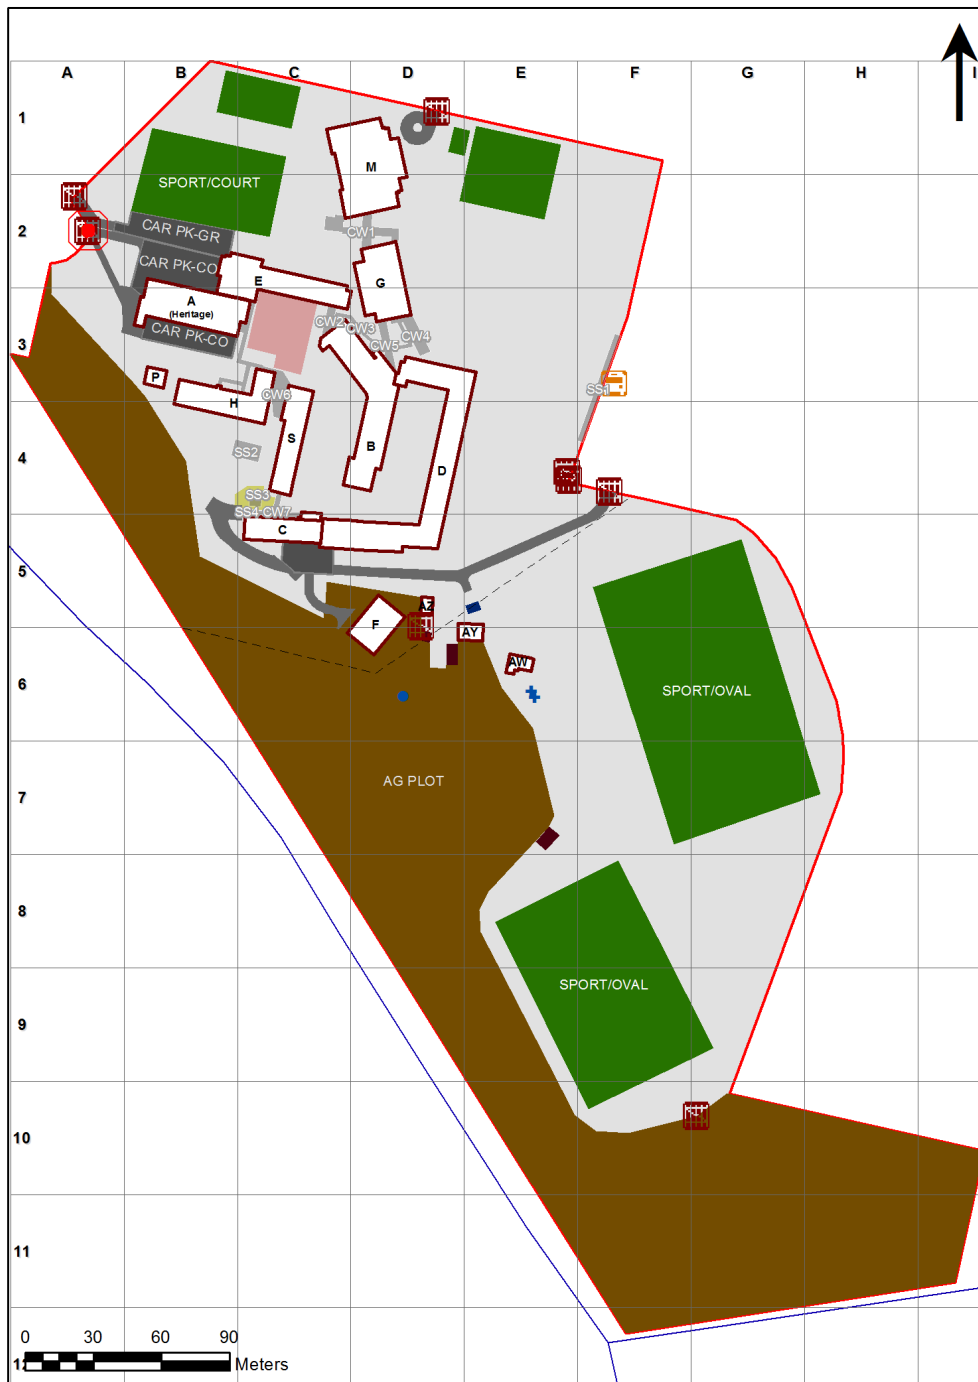 A B C D E F G H I
1
M
SPORT/COURT
2
CAR PK-GR
CW1
CAR PK-CO
E
G
A
(Heritage)
CW2
CW3
CW4
CAR PK-CO
3
CW5
P
SS1
CW6
H
S
B
4
SS2
D
SS3
SS4 CW7
C
5
AZ
F
AY
AW
6
SPORT/OVAL
AG PLOT
7
8
SPORT/OVAL
9
10
11
0 30 60 90
12
Meters